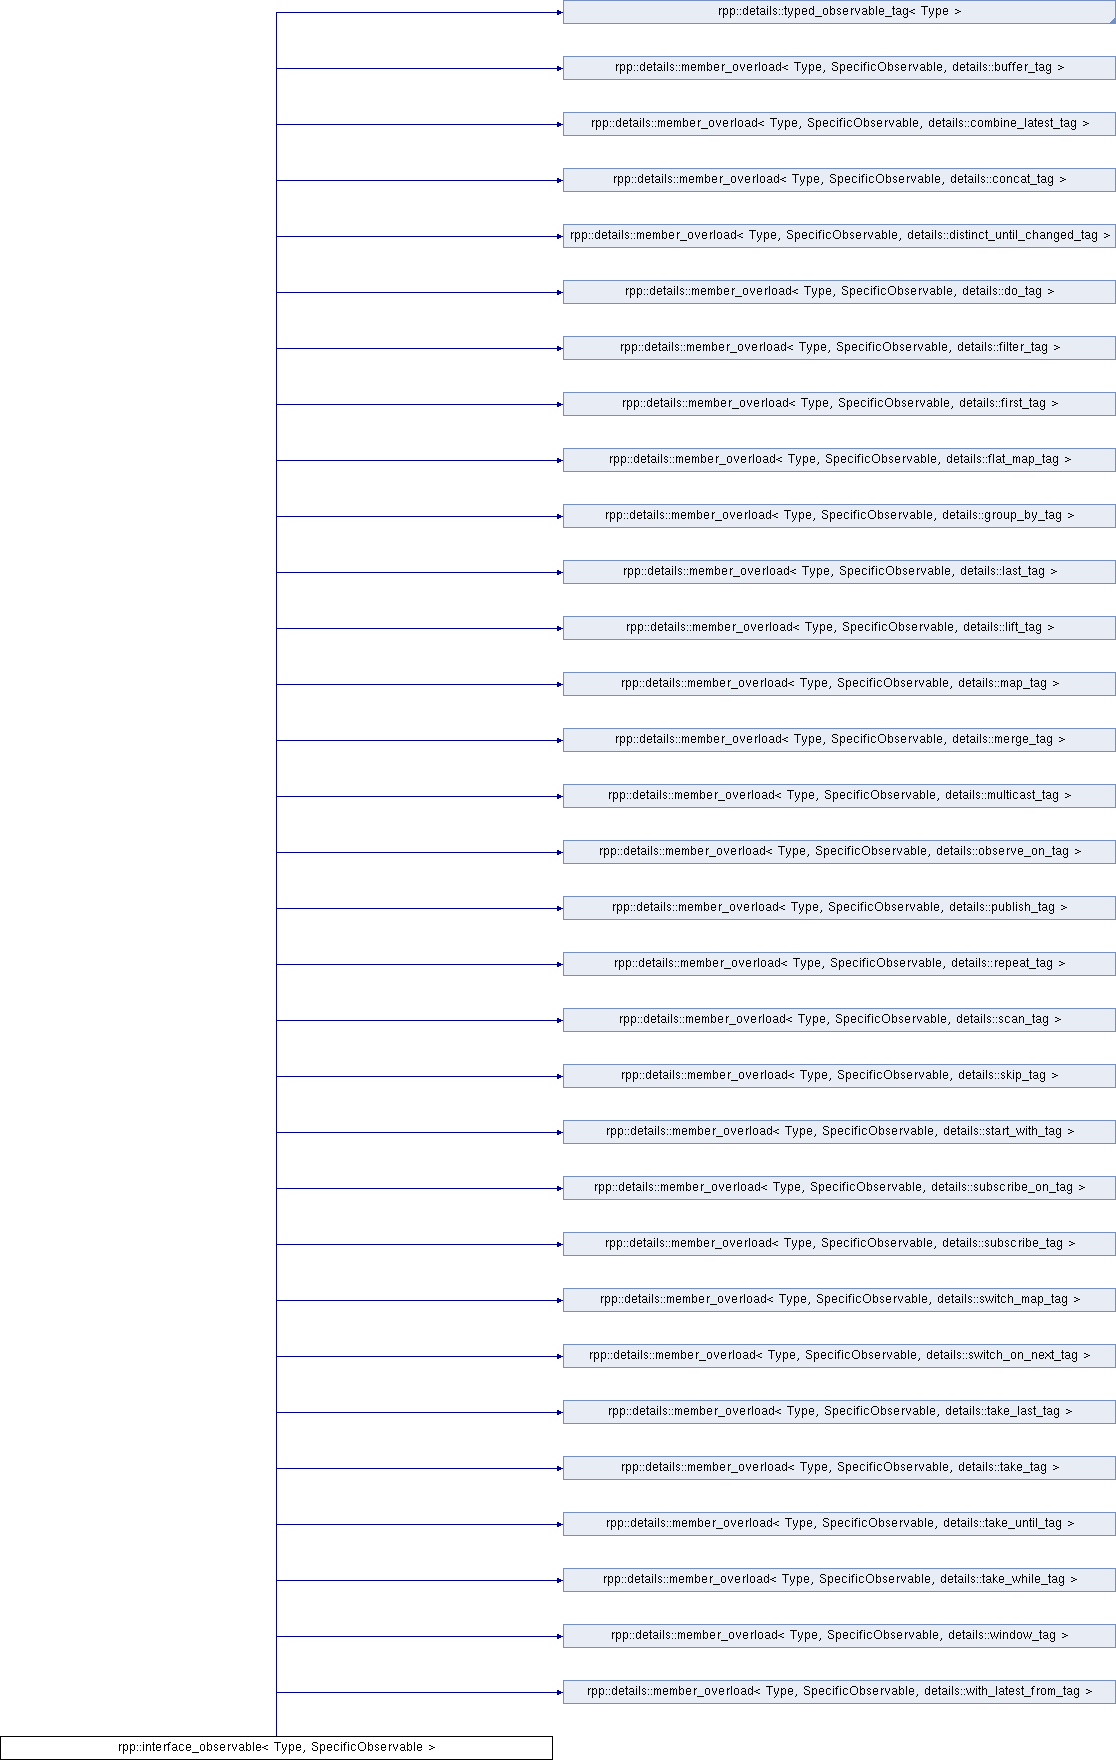 rpp::details::typed_observable_tag< Type >
rpp::details::member_overload< Type, SpecificObservable, details::buffer_tag >
rpp::details::member_overload< Type, SpecificObservable, details::combine_latest_tag >
rpp::details::member_overload< Type, SpecificObservable, details::concat_tag >
rpp::details::member_overload< Type, SpecificObservable, details::distinct_until_changed_tag >
rpp::details::member_overload< Type, SpecificObservable, details::do_tag >
rpp::details::member_overload< Type, SpecificObservable, details::filter_tag >
rpp::details::member_overload< Type, SpecificObservable, details::first_tag >
rpp::details::member_overload< Type, SpecificObservable, details::flat_map_tag >
rpp::details::member_overload< Type, SpecificObservable, details::group_by_tag >
rpp::details::member_overload< Type, SpecificObservable, details::last_tag >
rpp::details::member_overload< Type, SpecificObservable, details::lift_tag >
rpp::details::member_overload< Type, SpecificObservable, details::map_tag >
rpp::details::member_overload< Type, SpecificObservable, details::merge_tag >
rpp::details::member_overload< Type, SpecificObservable, details::multicast_tag >
rpp::details::member_overload< Type, SpecificObservable, details::observe_on_tag >
rpp::details::member_overload< Type, SpecificObservable, details::publish_tag >
rpp::details::member_overload< Type, SpecificObservable, details::repeat_tag >
rpp::details::member_overload< Type, SpecificObservable, details::scan_tag >
rpp::details::member_overload< Type, SpecificObservable, details::skip_tag >
rpp::details::member_overload< Type, SpecificObservable, details::start_with_tag >
rpp::details::member_overload< Type, SpecificObservable, details::subscribe_on_tag >
rpp::details::member_overload< Type, SpecificObservable, details::subscribe_tag >
rpp::details::member_overload< Type, SpecificObservable, details::switch_map_tag >
rpp::details::member_overload< Type, SpecificObservable, details::switch_on_next_tag >
rpp::details::member_overload< Type, SpecificObservable, details::take_last_tag >
rpp::details::member_overload< Type, SpecificObservable, details::take_tag >
rpp::details::member_overload< Type, SpecificObservable, details::take_until_tag >
rpp::details::member_overload< Type, SpecificObservable, details::take_while_tag >
rpp::details::member_overload< Type, SpecificObservable, details::window_tag >
rpp::details::member_overload< Type, SpecificObservable, details::with_latest_from_tag >
rpp::interface_observable< Type, SpecificObservable >